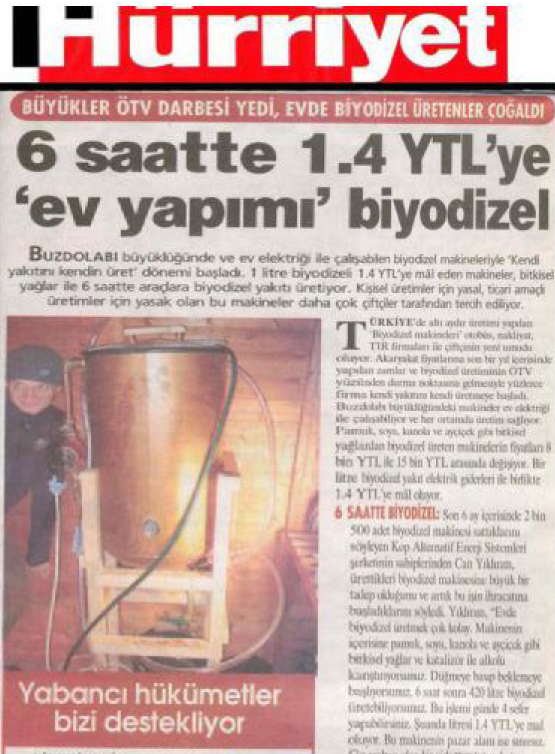 Hürriyet
BÜYÜKLER ÖTV DARBESİ YEDİ, EVDE BİYODİZEL ÜRETENLER ÇOĞALDI
6 saatte 1.4 YTL'ye
'ev yapımı' biyodizel
BUZDOLABI büyüklüğünde ve ev elektriği ile çalışabilen biyodizel makineleriyle 'Kendi
yakıtını kendin üret' dönemi başladı. 1 litre biyodizeli 1.4 YTL'ye mâl eden makineler, bitkisel
yağlar ile 6 saatte araçlara biyodizel yakıtı üretiyor. Kişisel üretimler için yasal, ticari amaçlı
üretimler için yasak olan bu makineler daha çok çiftçiler tarafından tercih ediliyor.
TÜRKİYE'de altı aydır üretimi yapılan
'Biyodizel makineleri' otobüs, nakliyat,
TIR firmaları ile çiftçinin yeni umudu
oluyor. Akaryakıt fiyatlarına son bir yıl içerisinde
yapılan zamlar ve biyodizel üretiminin ÖTV
yüzünden durma noktasına gelmesiyle yüzlerce
firma kendi yakıtını kendi üretmeye başladı.
Buzdolabı büyüklüğündeki makineler ev elektriği
ile çalışabiliyor ve her ortamda üretim sağlıyor.
Pamuk, soya, kanola ve ayçiçek gibi bitkisel
yağlardan biyodizel üreten makinelerin fiyatları 8
bin YTL ile 15 bin YTL arasında değişiyor. Bir
litre biyodizel yakıt elektrik giderleri ile birlikte
1.4 YTL'ye mâl oluyor.
6 SAATTE BİYODİZEL: Son 6 ay içerisinde 2 bin
500 adet biyodizel makinesi sattıklarını
söyleyen Kop Alternatif Enerji Sistemleri
şirketinin sahiplerinden Can Yıldırım,
ürettikleri biyodizel makinesine büyük bir
talep olduğunu ve artık bu işin ihracatına
başladıklarını söyledi. Yıldırım, "Evde
biyodizel üretmek çok kolay. Makinenin
içerisine pamuk, soya, kanola ve ayçiçek gibi
bitkisel yağlar ve katalizör ile alkolü
karıştırıyorsunuz. Düğmeye basıp beklemeye
başlıyorsunuz. 6 saat sonra 420 litre biyodizel
üretebiliyorsunuz. Bu işlemi günde 4 sefer
yapabilirsiniz. Şuanda litresi 1.4 YTL'ye mal
oluyor. Bu makinenin pazar alanı ise sınırsız.
Yabancı hükümetler
bizi destekliyor